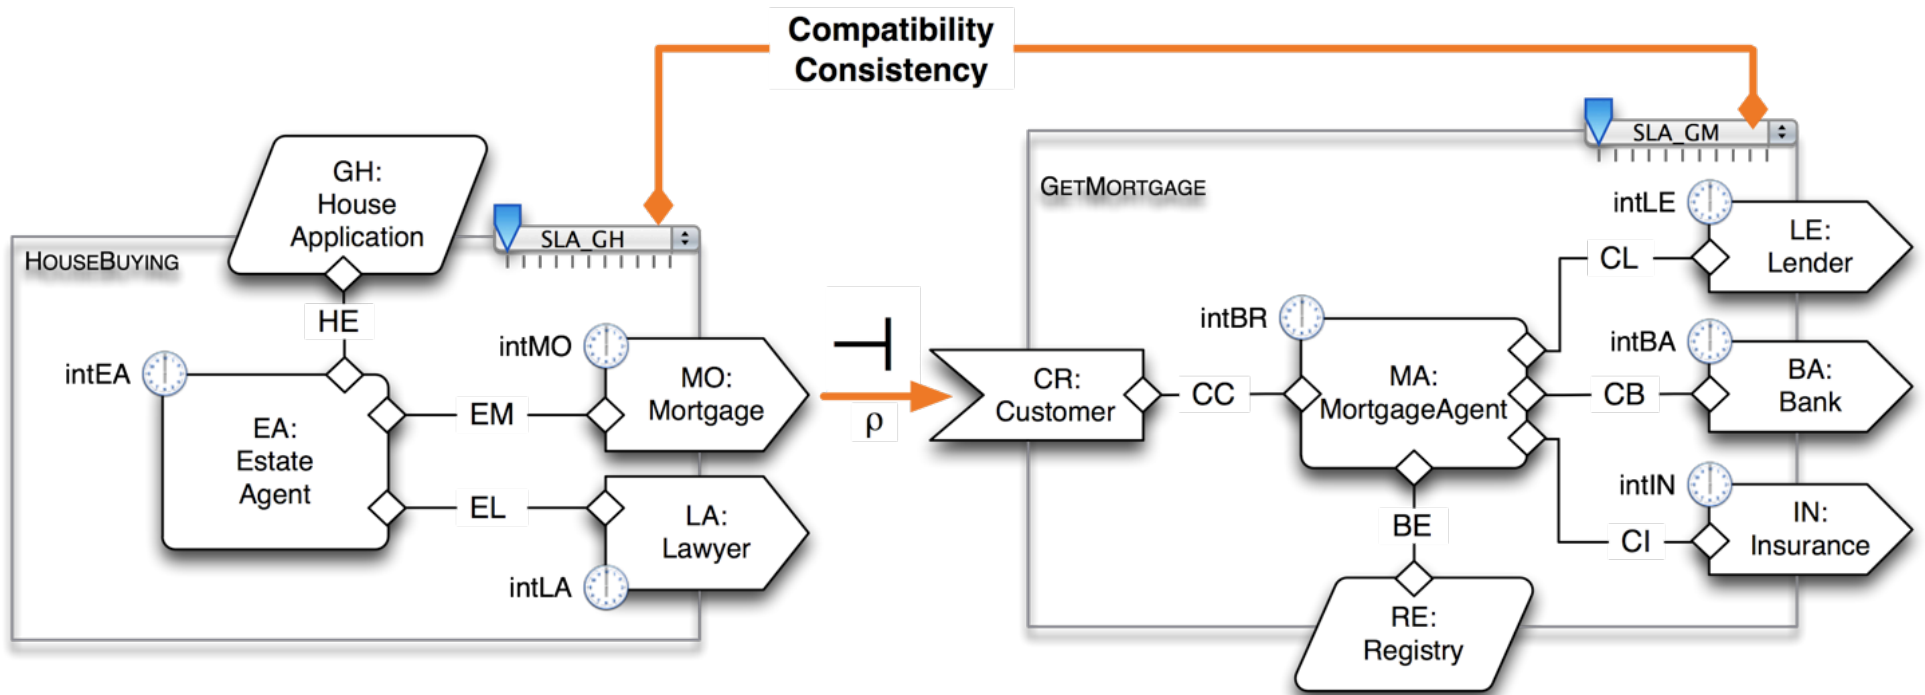 Compatibility
Consistency
GH:
House
Application
SLA_GH
HOUSEBUYING
HE
intEA
EA:
Estate
Agent
EM
EL
intMO
MO:
Mortgage
LA:
Lawyer
intLA
ρ
SLA_GM
GETMORTGAGE
CR:
Customer
CC
intBR
MA:
MortgageAgent
BE
RE:
Registry
CL
intLE
LE:
Lender
CB
intBA
BA:
Bank
CI
intIN
IN:
Insurance